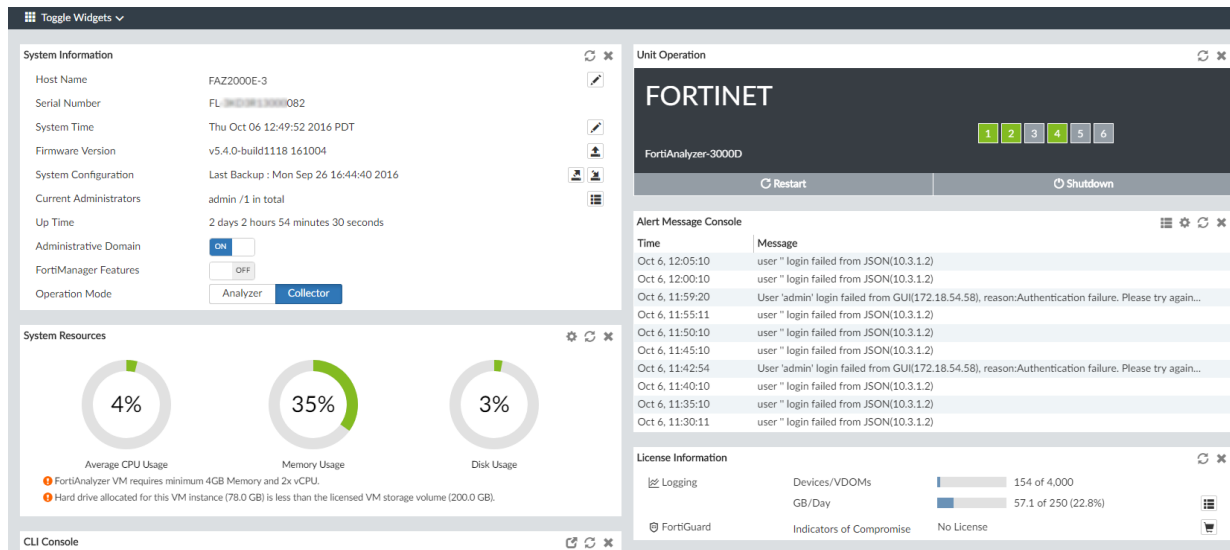 Toggle Widgets
System Information
Host Name FAZ2000E-3
Serial Number FL- 082
System Time Thu Oct 06 12:49:52 2016 PDT
Firmware Version v5.4.0-build1118 161004
System Configuration Last Backup : Mon Sep 26 16:44:40 2016
Current Administrators admin /1 in total
Up Time 2 days 2 hours 54 minutes 30 seconds
Administrative Domain ON
FortiManager Features OFF
Operation Mode Analyzer Collector
System Resources
4% 35% 3%
Average CPU Usage Memory Usage Disk Usage
FortiAnalyzer VM requires minimum 4GB Memory and 2x vCPU.
Hard drive allocated for this VM instance (78.0 GB) is less than the licensed VM storage volume (200.0 GB).
CLI Console
Unit Operation
FORTINET
1 2 3 4 5 6
FortiAnalyzer-3000D
Restart Shutdown
Alert Message Console
Time Message
Oct 6, 12:05:10 user '' login failed from JSON(10.3.1.2)
Oct 6, 12:00:10 user '' login failed from JSON(10.3.1.2)
Oct 6, 11:59:20 User 'admin' login failed from GUI(172.18.54.58), reason:Authentication failure. Please try again...
Oct 6, 11:55:11 user '' login failed from JSON(10.3.1.2)
Oct 6, 11:50:10 user '' login failed from JSON(10.3.1.2)
Oct 6, 11:45:10 user '' login failed from JSON(10.3.1.2)
Oct 6, 11:42:54 User 'admin' login failed from GUI(172.18.54.58), reason:Authentication failure. Please try again...
Oct 6, 11:40:10 user '' login failed from JSON(10.3.1.2)
Oct 6, 11:35:10 user '' login failed from JSON(10.3.1.2)
Oct 6, 11:30:11 user '' login failed from JSON(10.3.1.2)
License Information
Logging Devices/VDOMs 154 of 4,000
GB/Day 57.1 of 250 (22.8%)
FortiGuard Indicators of Compromise No License